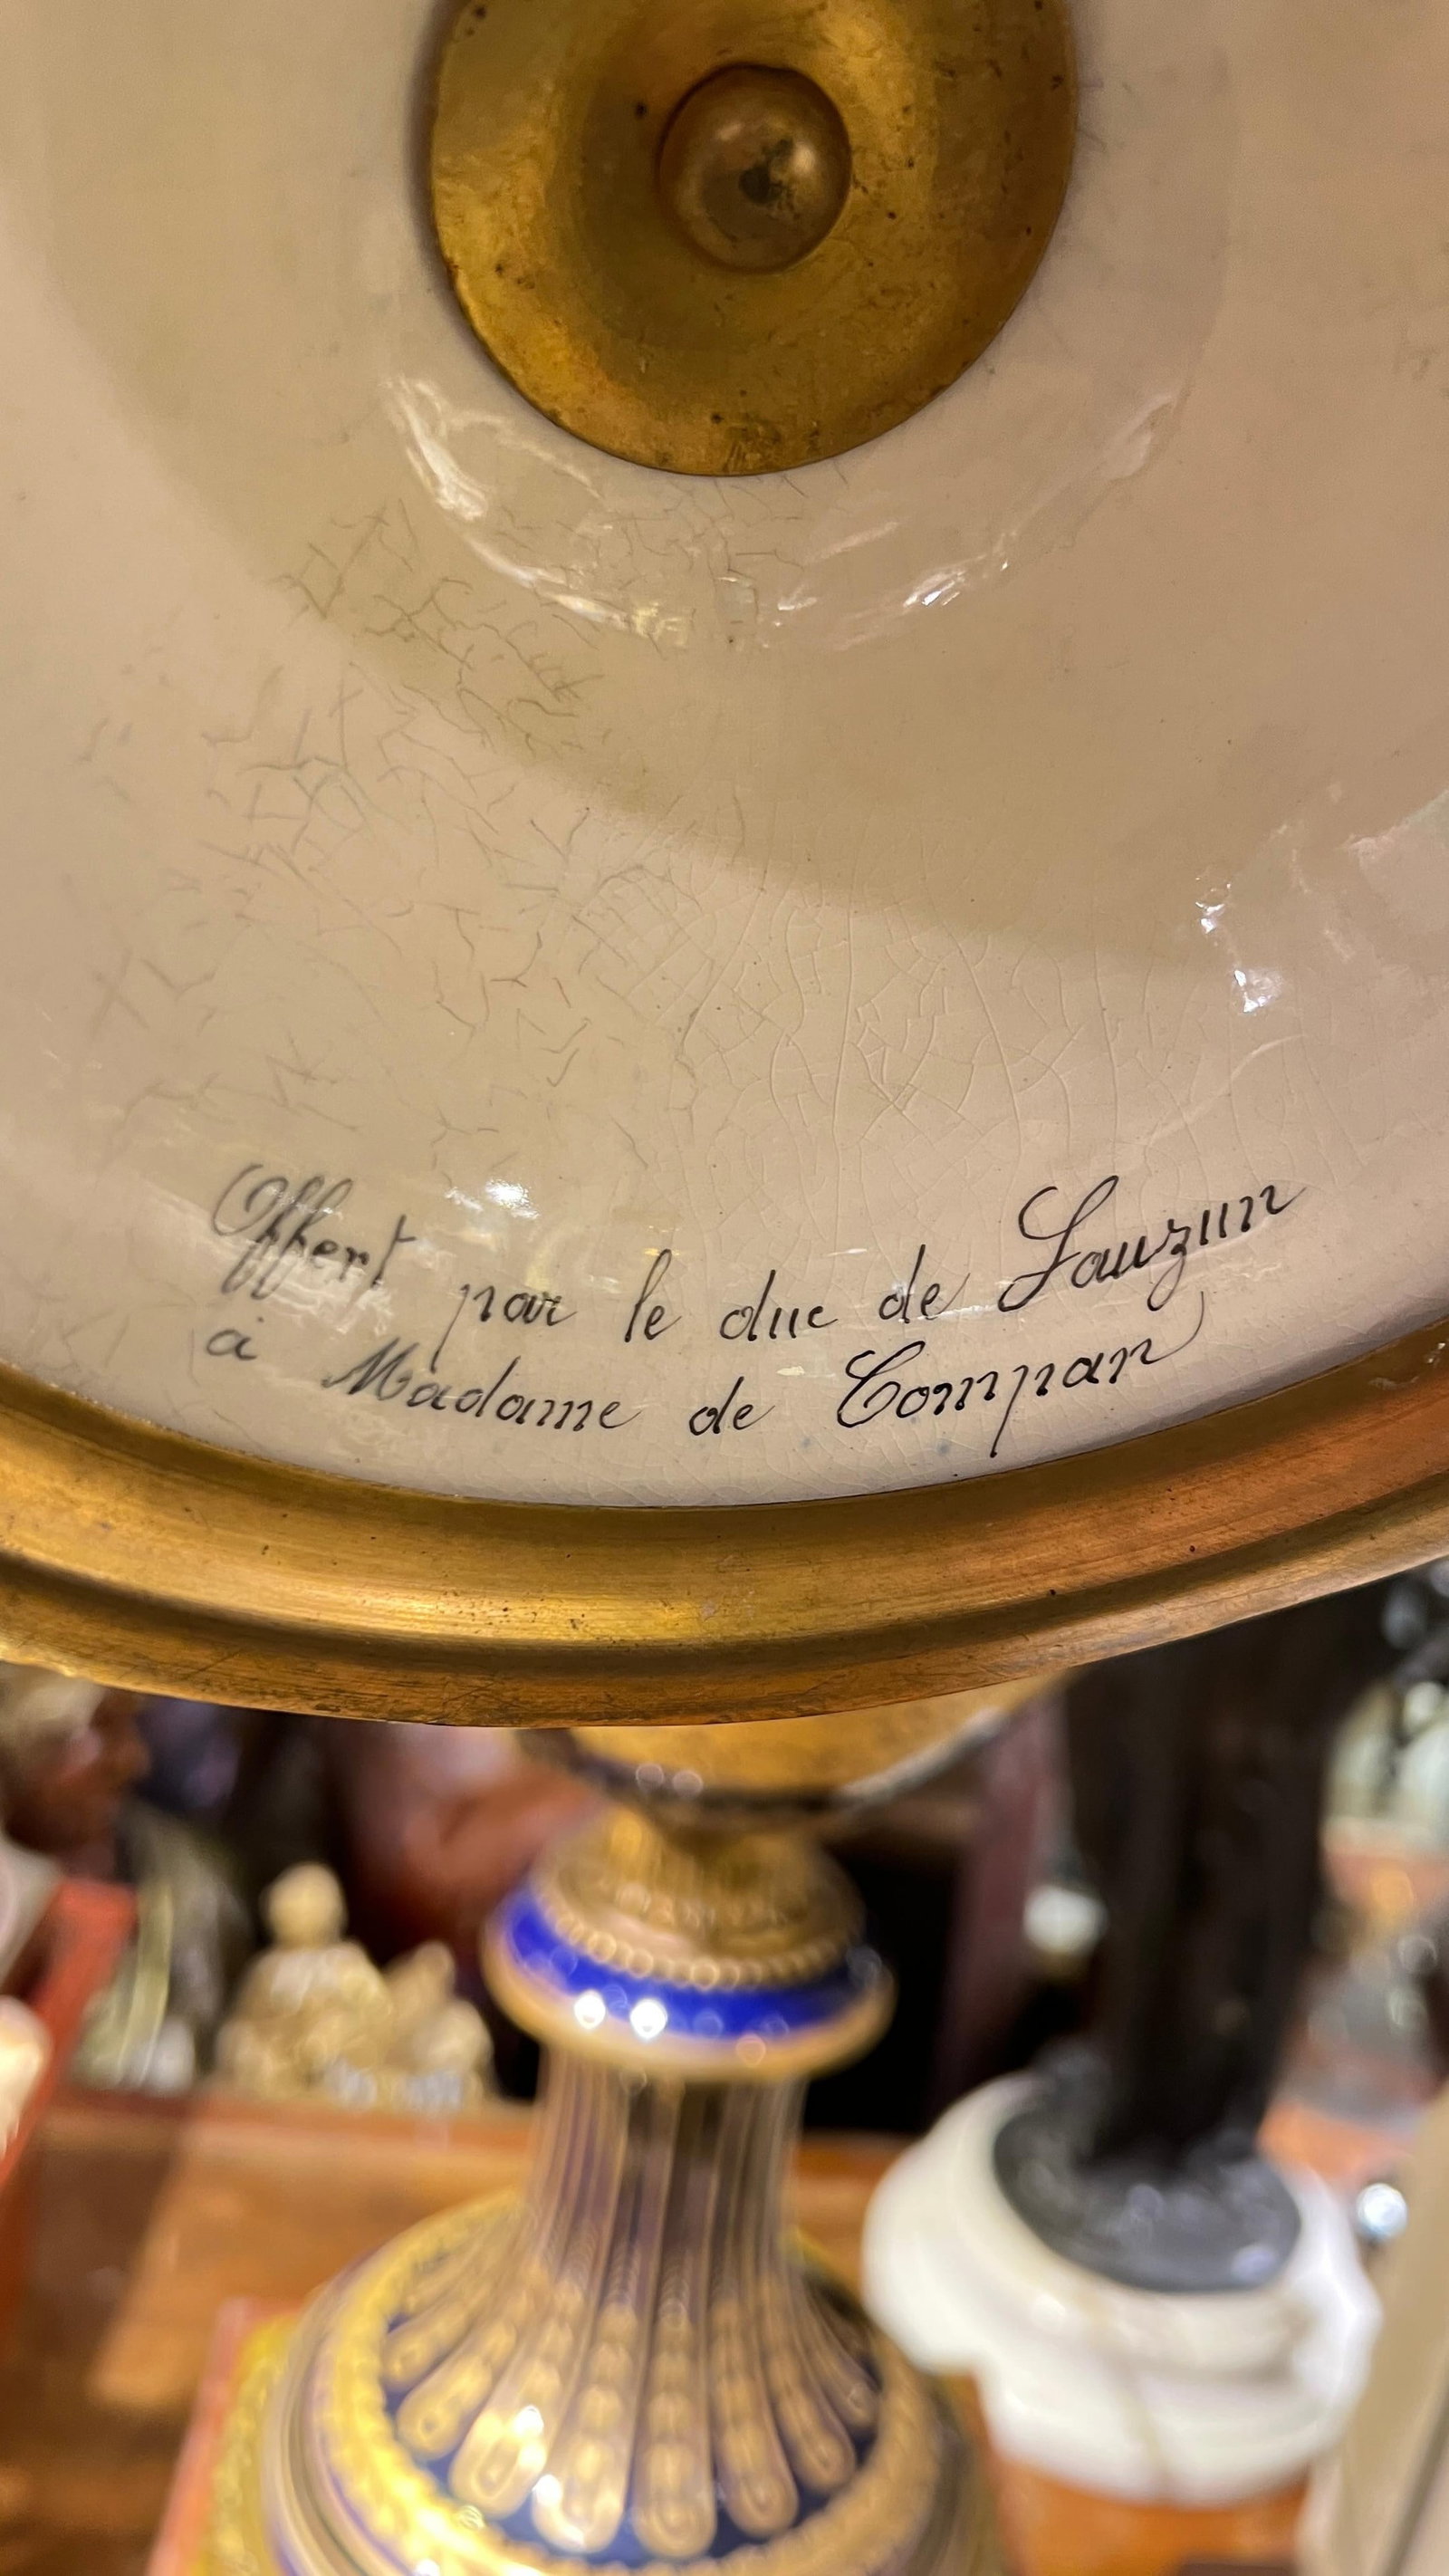 Offert par le duc de Lauzun
à Madame de Compan